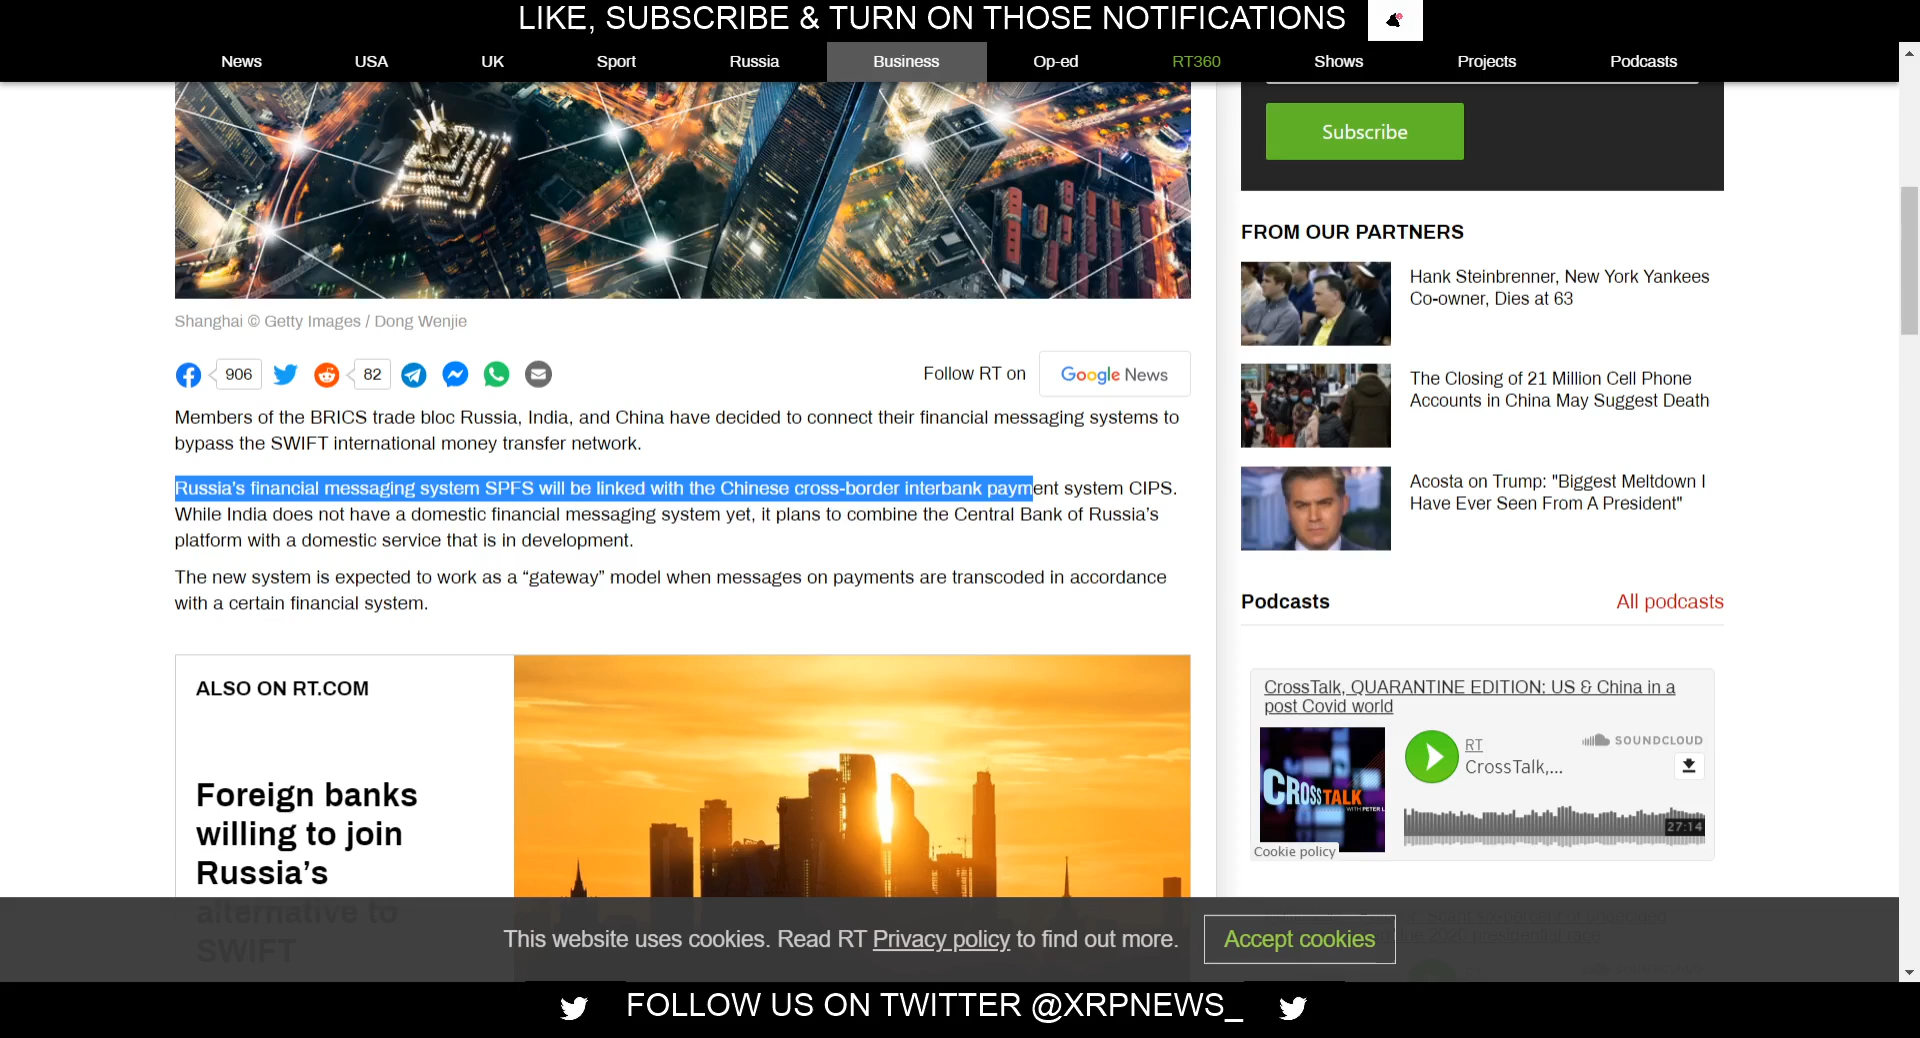 LIKE, SUBSCRIBE & TURN ON THOSE NOTIFICATIONS
News USA UK Sport Russia Business Op-ed RT360 Shows Projects Podcasts
Shanghai © Getty Images / Dong Wenjie
906 82 Follow RT on Google News
Members of the BRICS trade bloc Russia, India, and China have decided to connect their financial messaging systems to
bypass the SWIFT international money transfer network.
Russia’s financial messaging system SPFS will be linked with the Chinese cross-border interbank payment system CIPS.
While India does not have a domestic financial messaging system yet, it plans to combine the Central Bank of Russia’s
platform with a domestic service that is in development.
The new system is expected to work as a “gateway” model when messages on payments are transcoded in accordance
with a certain financial system.
ALSO ON RT.COM
Foreign banks
willing to join
Russia’s
alternative to
SWIFT
Subscribe
FROM OUR PARTNERS
Hank Steinbrenner, New York Yankees
Co-owner, Dies at 63
The Closing of 21 Million Cell Phone
Accounts in China May Suggest Death
Acosta on Trump: "Biggest Meltdown I
Have Ever Seen From A President"
Podcasts All podcasts
CrossTalk, QUARANTINE EDITION: US & China in a
post Covid world
CROSSTALK
WITH PETER L
RT
CrossTalk,...
SOUNDCLOUD
27:14
Cookie policy
This website uses cookies. Read RT Privacy policy to find out more. Accept cookies
FOLLOW US ON TWITTER @XRPNEWS_